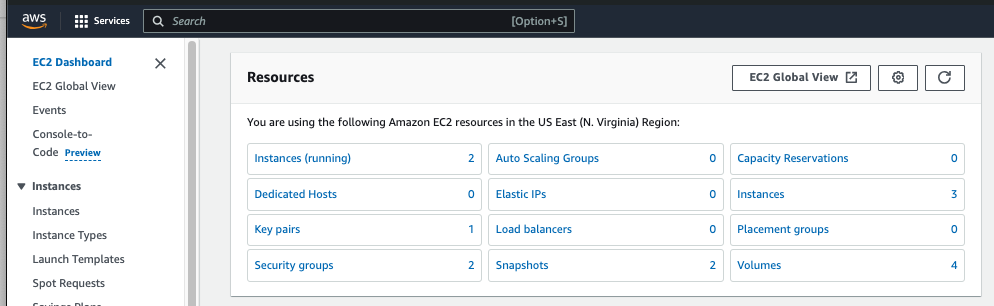 aws
Services
Search
[Option+S]
EC2 Dashboard
EC2 Global View
Events
Console-to-
Code Preview
Instances
Instances
Instance Types
Launch Templates
Spot Requests
Savings Plans
Resources
EC2 Global View
You are using the following Amazon EC2 resources in the US East (N. Virginia) Region:
Instances (running) 2
Auto Scaling Groups 0
Capacity Reservations 0
Dedicated Hosts 0
Elastic IPs 0
Instances 3
Key pairs 1
Load balancers 0
Placement groups 0
Security groups 2
Snapshots 2
Volumes 4